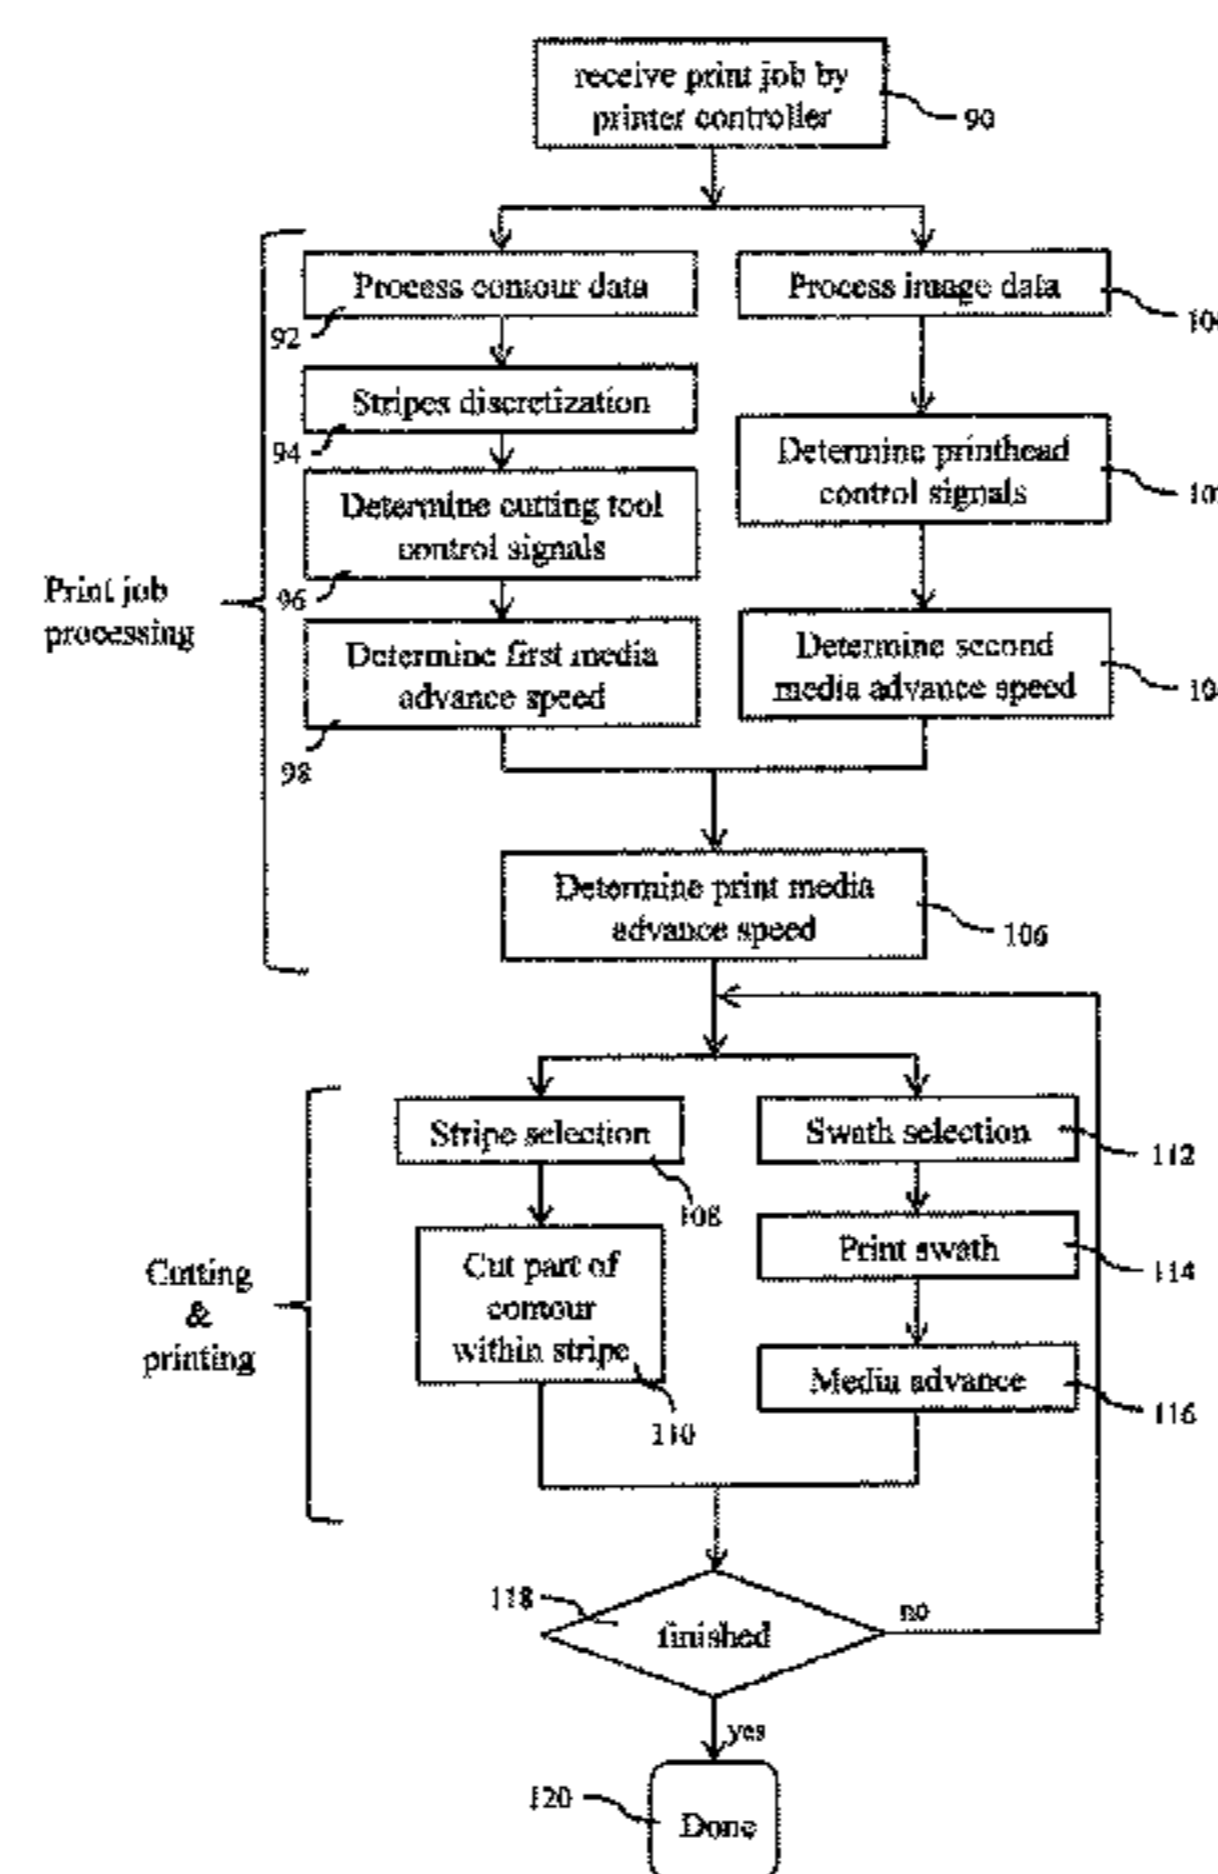 receive print job by
printer controller
90
Process contour data
92
Process image data
Stripes discretization
94
Determine printhead
control signals
Determine cutting tool
control signals
96
Print job
processing
Determine first media
advance speed
98
Determine second
media advance speed
Determine print media
advance speed
106
Stripe selection
108
Swath selection
112
Cut part of
contour
within stripe
110
Print swath
114
Media advance
116
Cutting
&
printing
118
finished
no
yes
120
Done